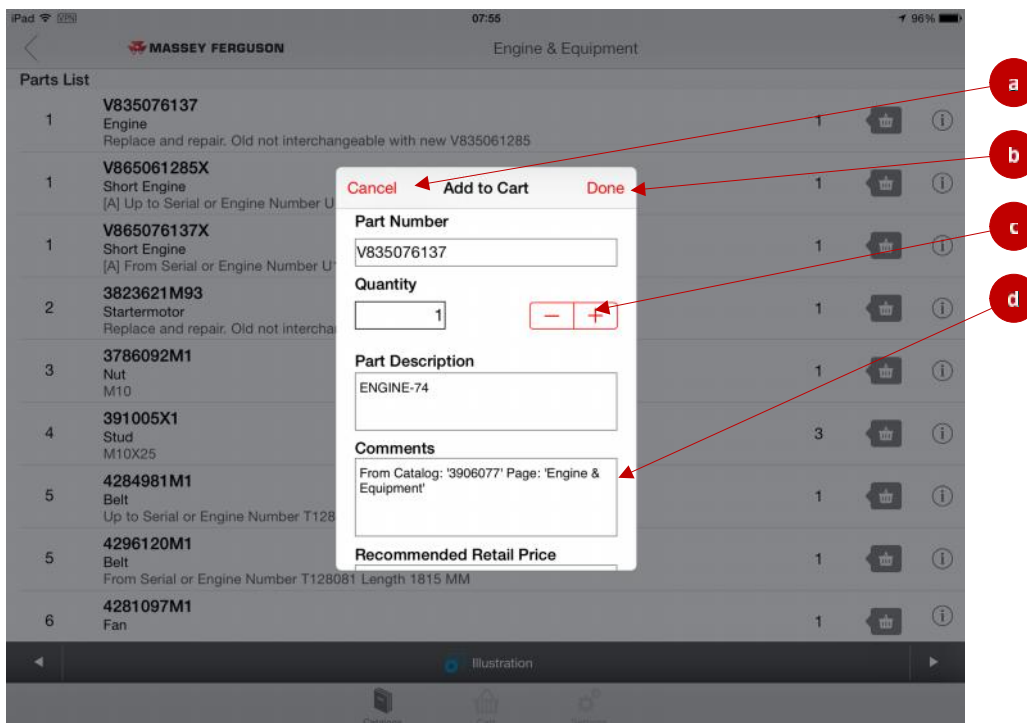 iPad VPN 07:55 96%
MASSEY FERGUSON Engine & Equipment
Parts List
1 V835076137 1
Engine
Replace and repair. Old not interchangeable with new V835061285
1 V865061285X 1
Short Engine
[A] Up to Serial or Engine Number U
1 V865076137X 1
Short Engine
[A] From Serial or Engine Number U
2 3823621M93 1
Startermotor
Replace and repair. Old not intercha
3 3786092M1 1
Nut
M10
4 391005X1 3
Stud
M10X25
5 4284981M1 1
Belt
Up to Serial or Engine Number T128
5 4296120M1 1
Belt
From Serial or Engine Number T128081 Length 1815 MM
6 4281097M1 1
Fan
Illustration
Cancel Add to Cart Done
Part Number
V835076137
Quantity
1 − +
Part Description
ENGINE-74
Comments
From Catalog: '3906077' Page: 'Engine &
Equipment'
Recommended Retail Price
a
b
c
d